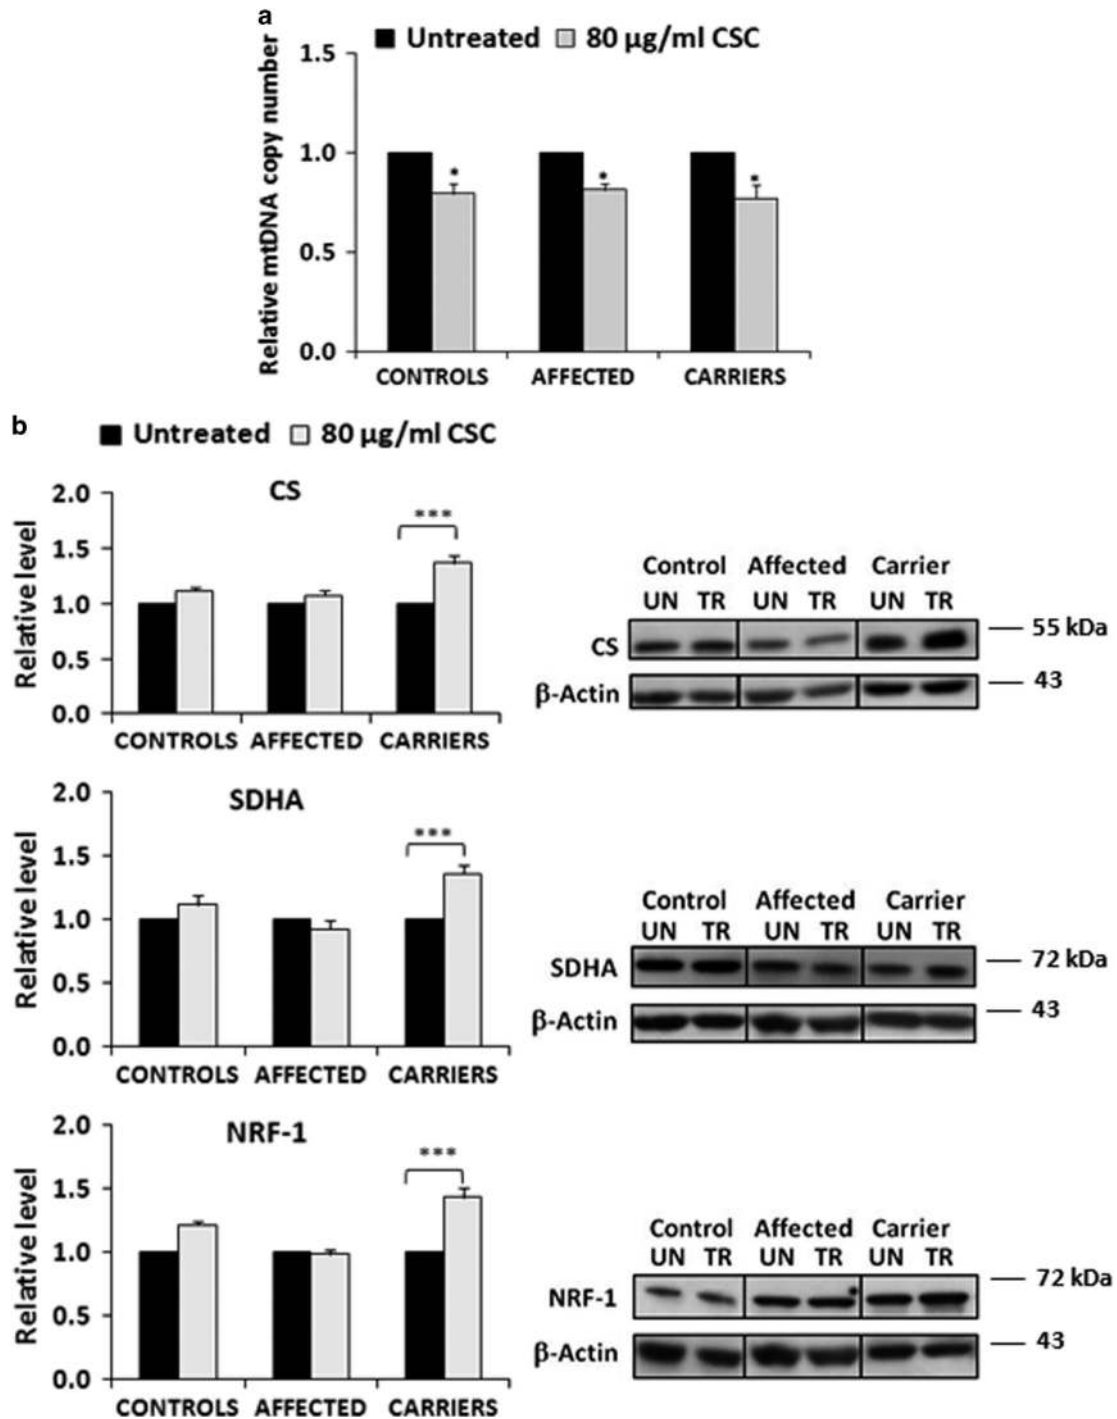 a
Untreated 80 µg/ml CSC
Relative mtDNA copy number
1.5
1.0
0.5
0.0
* * *
CONTROLS AFFECTED CARRIERS
b
Untreated 80 µg/ml CSC
CS
Relative level
2.0
1.5
1.0
0.5
0.0
***
CONTROLS AFFECTED CARRIERS
Control Affected Carrier
UN TR UN TR UN TR
CS
55 kDa
β-Actin
43
SDHA
Relative level
2.0
1.5
1.0
0.5
0.0
***
CONTROLS AFFECTED CARRIERS
Control Affected Carrier
UN TR UN TR UN TR
SDHA
72 kDa
β-Actin
43
NRF-1
Relative level
2.0
1.5
1.0
0.5
0.0
***
CONTROLS AFFECTED CARRIERS
Control Affected Carrier
UN TR UN TR UN TR
NRF-1
72 kDa
β-Actin
43